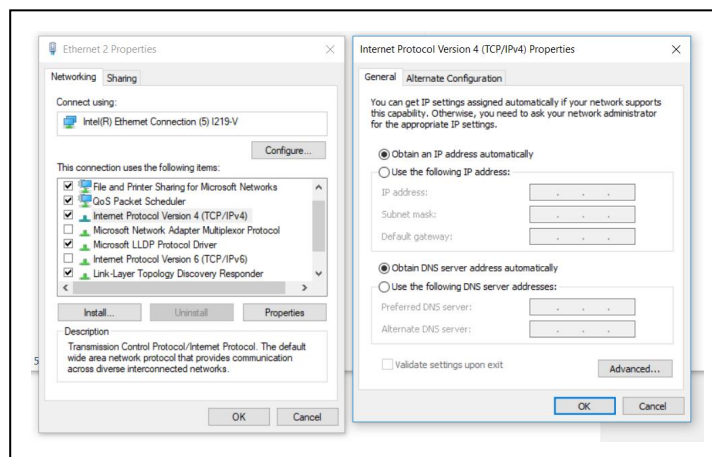 Ethernet 2 Properties
Networking Sharing
Connect using:
Intel(R) Ethernet Connection (5) I219-V
Configure...
This connection uses the following items:
File and Printer Sharing for Microsoft Networks
QoS Packet Scheduler
Internet Protocol Version 4 (TCP/IPv4)
Microsoft Network Adapter Multiplexor Protocol
Microsoft LLDP Protocol Driver
Internet Protocol Version 6 (TCP/IPv6)
Link-Layer Topology Discovery Responder
Install... Uninstall Properties
Description
Transmission Control Protocol/Internet Protocol. The default
wide area network protocol that provides communication
across diverse interconnected networks.
OK Cancel
5
Internet Protocol Version 4 (TCP/IPv4) Properties
General Alternate Configuration
You can get IP settings assigned automatically if your network supports
this capability. Otherwise, you need to ask your network administrator
for the appropriate IP settings.
Obtain an IP address automatically
Use the following IP address:
IP address: . . .
Subnet mask: . . .
Default gateway: . . .
Obtain DNS server address automatically
Use the following DNS server addresses:
Preferred DNS server: . . .
Alternate DNS server: . . .
Validate settings upon exit
Advanced...
OK Cancel